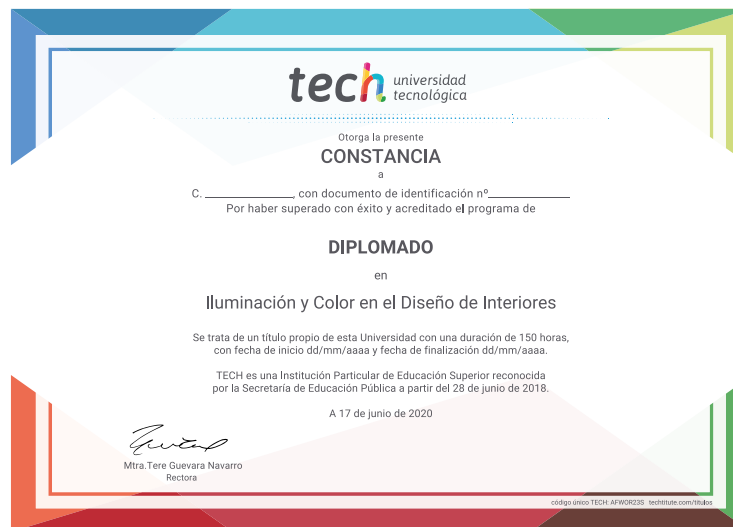 tech universidad
tecnológica
Otorga la presente
CONSTANCIA
a
C. ________________, con documento de identificación nº______________
Por haber superado con éxito y acreditado el programa de
DIPLOMADO
en
Iluminación y Color en el Diseño de Interiores
Se trata de un título propio de esta Universidad con una duración de 150 horas,
con fecha de inicio dd/mm/aaaa y fecha de finalización dd/mm/aaaa.
TECH es una Institución Particular de Educación Superior reconocida
por la Secretaría de Educación Pública a partir del 28 de junio de 2018.
A 17 de junio de 2020
Mtra.Tere Guevara Navarro
Rectora
código único TECH: AFWOR23S techtitute.com/titulos